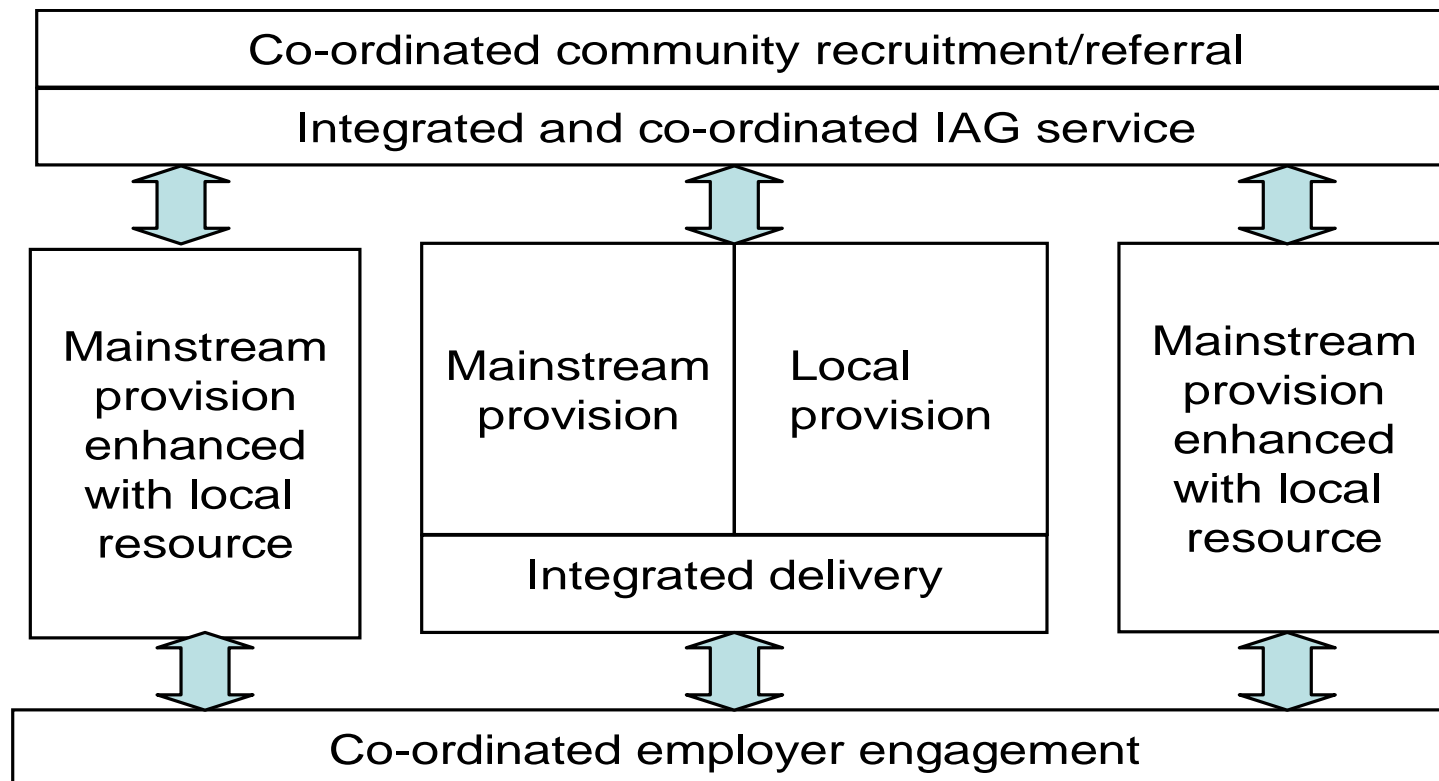 Co-ordinated community recruitment/referral
Integrated and co-ordinated IAG service
Mainstream
provision
enhanced
with local
resource
Mainstream
provision
Local
provision
Integrated delivery
Mainstream
provision
enhanced
with local
resource
Co-ordinated employer engagement